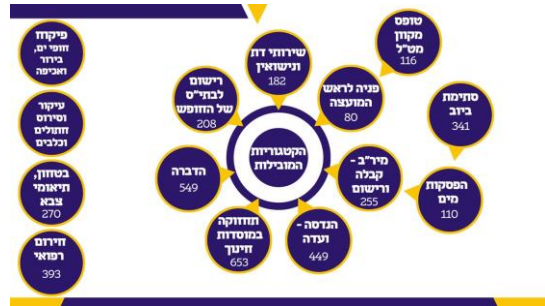 טופס
מקוון
מט"ל
116
שירותי דת
ונישואין
182
פניה לראש
המועצה
80
רישום
לבתי"ס
של החופש
208
סתימת
ביוב
341
הקטגוריות
המובילות
מיר"ב -
קבלה
ורישום
255
הפסקות
מים
110
הדברה
549
תחזוקה
במוסדות
חינוך
653
הנדסה -
ועדה
449
פיקוח
חופי ים,
בירור
ואכיפה
עיקור
וסירוס
חתולים
וכלבים
בטחון,
תיאומי
צבא
270
חירום
רפואי
393